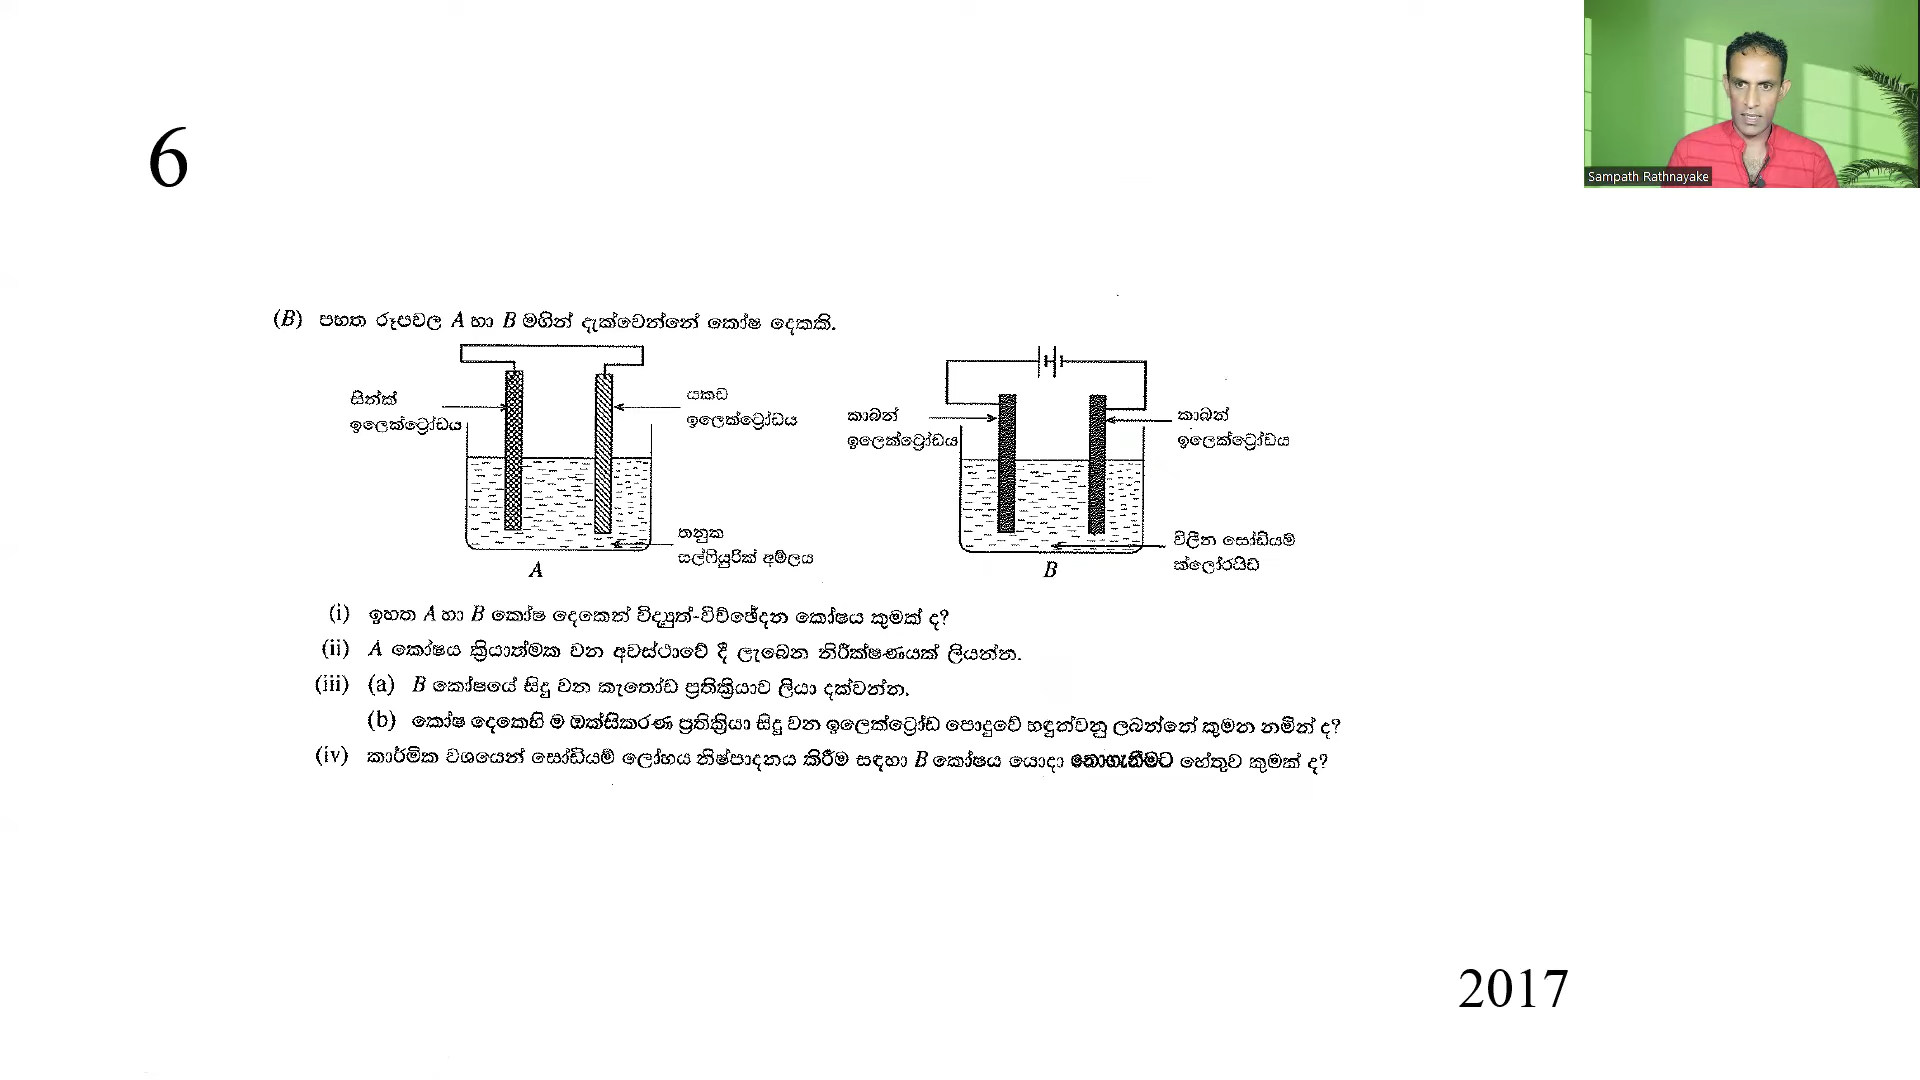 Sampath Rathnayake
6
(B) පහත රූපවල A හා B මගින් දැක්වෙන්නේ කෝෂ දෙකකි.
සින්ක්
ඉලෙක්ට්‍රෝඩය
යකඩ
ඉලෙක්ට්‍රෝඩය
තනුක
සල්ෆියුරික් අම්ලය
A
කාබන්
ඉලෙක්ට්‍රෝඩය
කාබන්
ඉලෙක්ට්‍රෝඩය
විලීන සෝඩියම්
ක්ලෝරයිඩ්
B
(i) ඉහත A හා B කෝෂ දෙකෙන් විද්‍යුත්-විච්ඡේදන කෝෂය කුමක් ද?
(ii) A කෝෂය ක්‍රියාත්මක වන අවස්ථාවේ දී ලැබෙන නිරීක්ෂණයක් ලියන්න.
(iii) (a) B කෝෂයේ සිදු වන කැතෝඩ ප්‍රතික්‍රියාව ලියා දක්වන්න.
(b) කෝෂ දෙකෙහි ම ඔක්සිකරණ ප්‍රතික්‍රියා සිදු වන ඉලෙක්ට්‍රෝඩ පොදුවේ හඳුන්වනු ලබන්නේ කුමන නමින් ද?
(iv) කාර්මික වශයෙන් සෝඩියම් ලෝහය නිෂ්පාදනය කිරීම සඳහා B කෝෂය යොදා නොගැනීමට හේතුව කුමක් ද?
2017